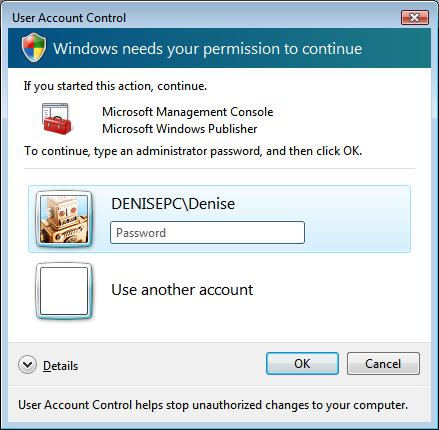 User Account Control
Windows needs your permission to continue
If you started this action, continue.
Microsoft Management Console
Microsoft Windows Publisher
To continue, type an administrator password, and then click OK.
DENISEPC\Denise
Password
Use another account
Details
OK
Cancel
User Account Control helps stop unauthorized changes to your computer.